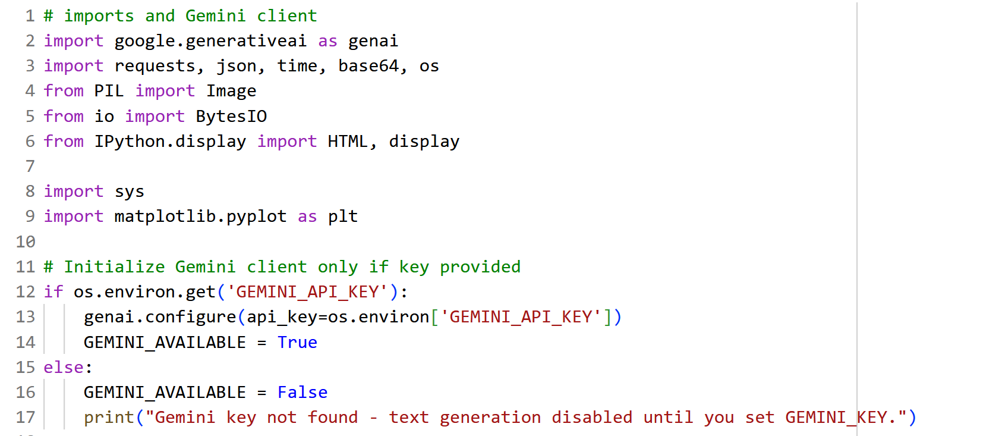 1 # imports and Gemini client
2 import google.generativeai as genai
3 import requests, json, time, base64, os
4 from PIL import Image
5 from io import BytesIO
6 from IPython.display import HTML, display
7
8 import sys
9 import matplotlib.pyplot as plt
10
11 # Initialize Gemini client only if key provided
12 if os.environ.get('GEMINI_API_KEY'):
13     genai.configure(api_key=os.environ['GEMINI_API_KEY'])
14     GEMINI_AVAILABLE = True
15 else:
16     GEMINI_AVAILABLE = False
17     print("Gemini key not found - text generation disabled until you set GEMINI_KEY.")